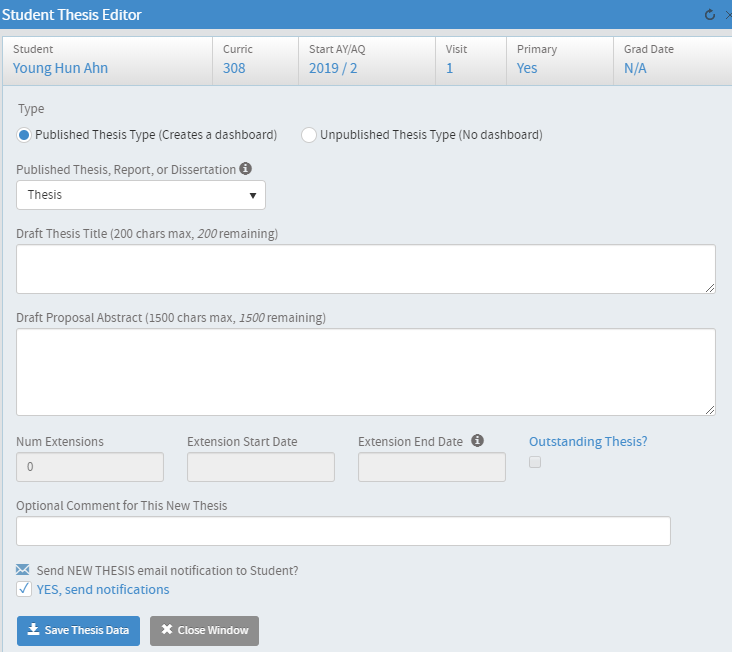 Student Thesis Editor
Student Curric Start AY/AQ Visit Primary Grad Date
Young Hun Ahn 308 2019 / 2 1 Yes N/A
Type
Published Thesis Type (Creates a dashboard) Unpublished Thesis Type (No dashboard)
Published Thesis, Report, or Dissertation
Thesis
Draft Thesis Title (200 chars max, 200 remaining)
Draft Proposal Abstract (1500 chars max, 1500 remaining)
Num Extensions Extension Start Date Extension End Date Outstanding Thesis?
0
Optional Comment for This New Thesis
Send NEW THESIS email notification to Student?
YES, send notifications
Save Thesis Data Close Window